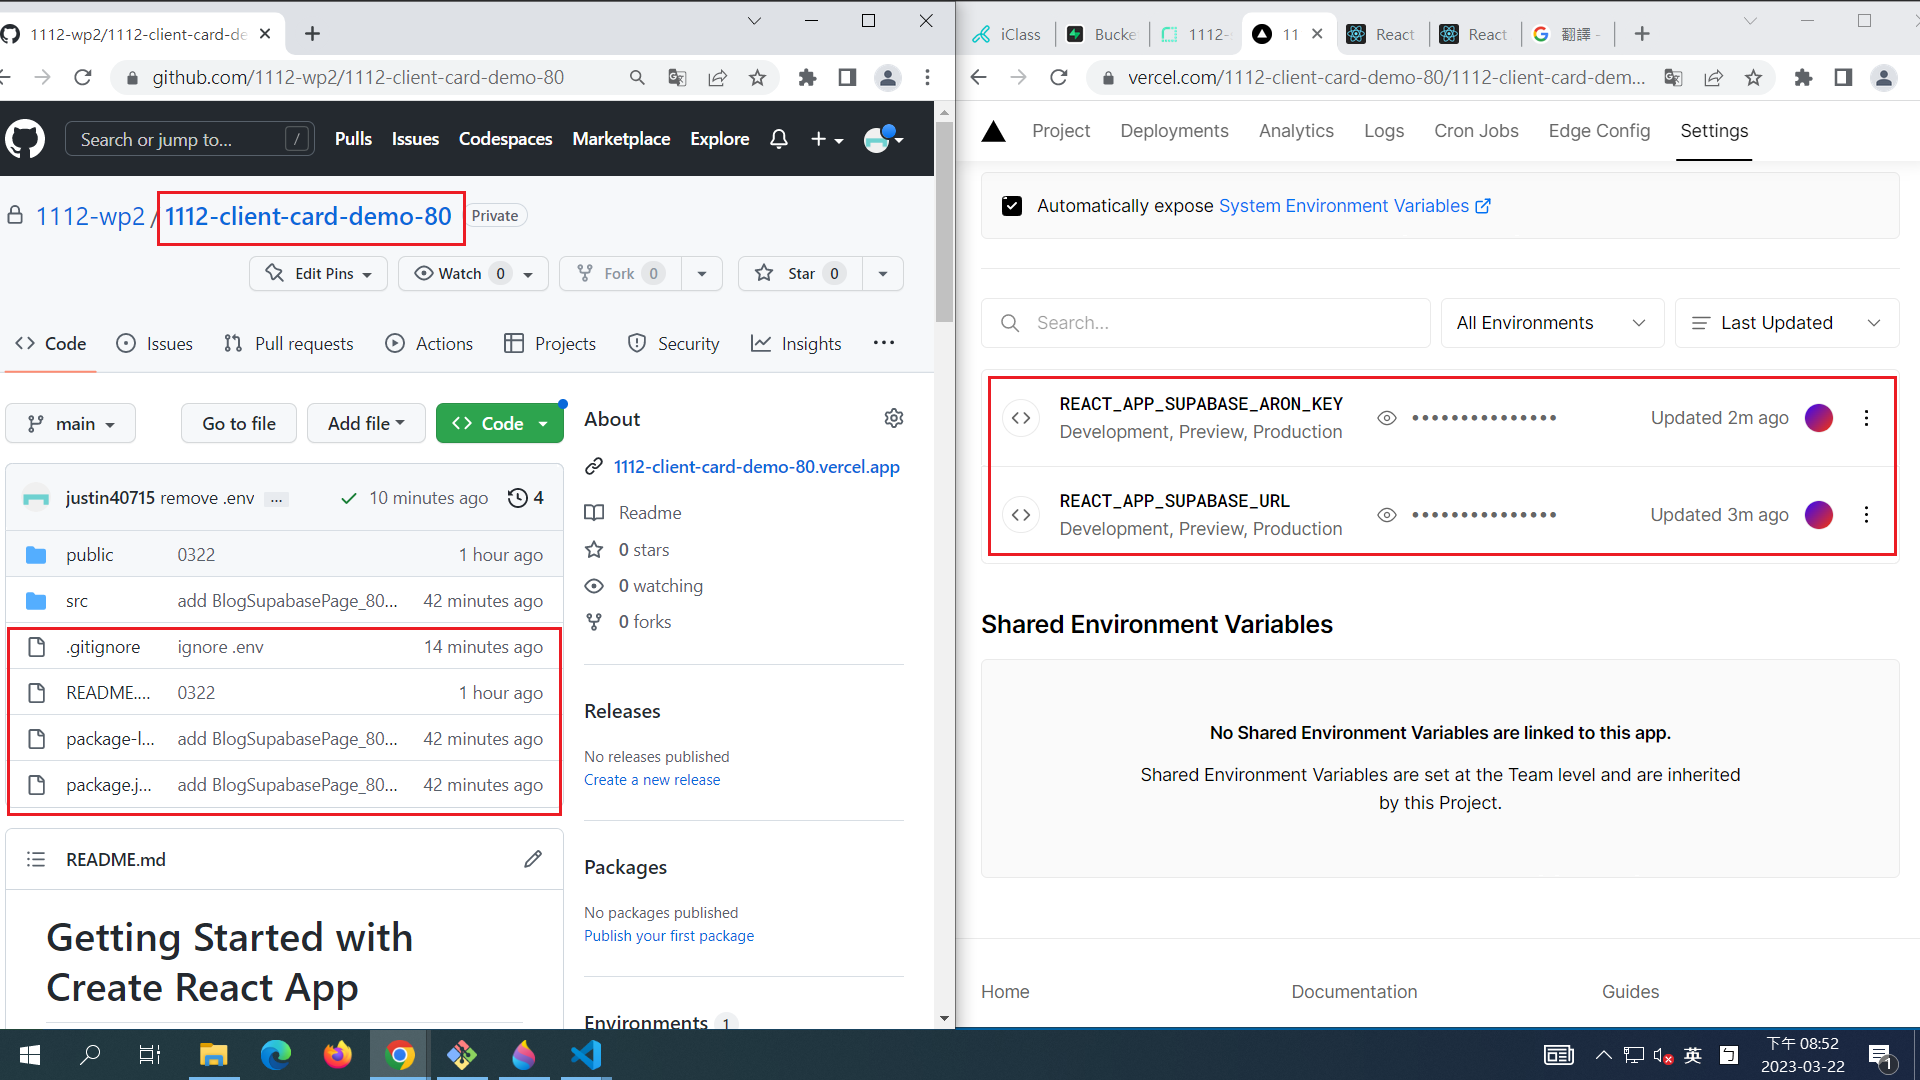 1112-wp2/1112-client-card-de
github.com/1112-wp2/1112-client-card-demo-80
Search or jump to... /
Pulls Issues Codespaces Marketplace Explore
1112-wp2 / 1112-client-card-demo-80 Private
Edit Pins Watch 0 Fork 0 Star 0
Code Issues Pull requests Actions Projects Security Insights ...
main Go to file Add file Code
justin40715 remove .env ... 10 minutes ago 4
public 0322 1 hour ago
src add BlogSupabasePage_80... 42 minutes ago
.gitignore ignore .env 14 minutes ago
README.... 0322 1 hour ago
package-l... add BlogSupabasePage_80... 42 minutes ago
package.j... add BlogSupabasePage_80... 42 minutes ago
README.md
Getting Started with
Create React App
About
1112-client-card-demo-80.vercel.app
Readme
0 stars
0 watching
0 forks
Releases
No releases published
Create a new release
Packages
No packages published
Publish your first package
Environments 1
iClass Bucke 1112- 11 React React 翻譯 -
vercel.com/1112-client-card-demo-80/1112-client-card-dem...
Project Deployments Analytics Logs Cron Jobs Edge Config Settings
Automatically expose System Environment Variables
Search... All Environments Last Updated
REACT_APP_SUPABASE_ARON_KEY
Development, Preview, Production ••••••••••••••• Updated 2m ago
REACT_APP_SUPABASE_URL
Development, Preview, Production ••••••••••••••• Updated 3m ago
Shared Environment Variables
No Shared Environment Variables are linked to this app.
Shared Environment Variables are set at the Team level and are inherited
by this Project.
Home Documentation Guides
英 ㄅ
下午 08:52
2023-03-22
1